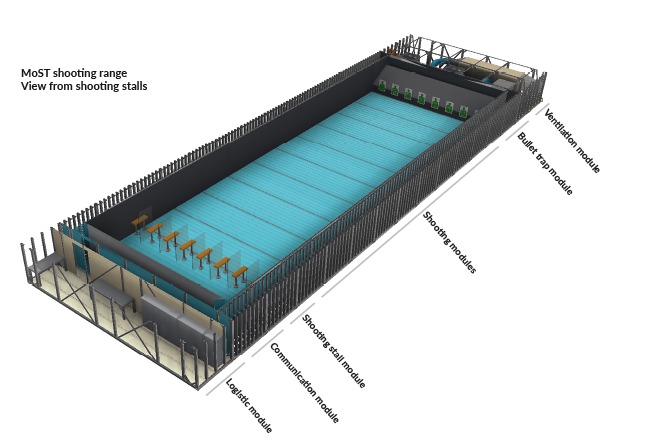 MoST shooting range
View from shooting stalls
Ventilation module
Bullet trap module
Shooting modules
Shooting stall module
Communication module
Logistic module